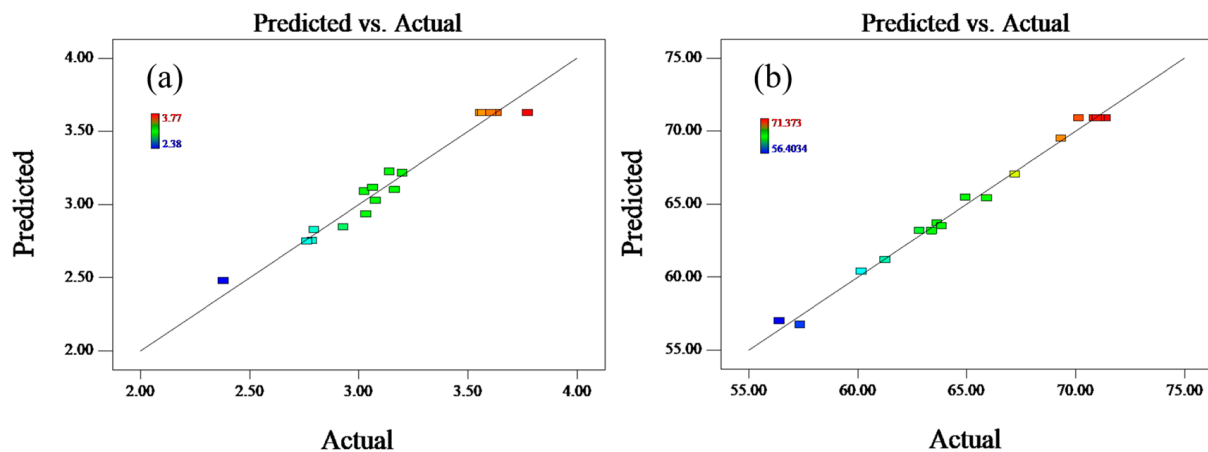 Predicted vs. Actual
(a)
3.77
2.38
4.00
3.50
3.00
2.50
2.00
Predicted
2.00 2.50 3.00 3.50 4.00
Actual
Predicted vs. Actual
(b)
71.373
56.4034
75.00
70.00
65.00
60.00
55.00
Predicted
55.00 60.00 65.00 70.00 75.00
Actual